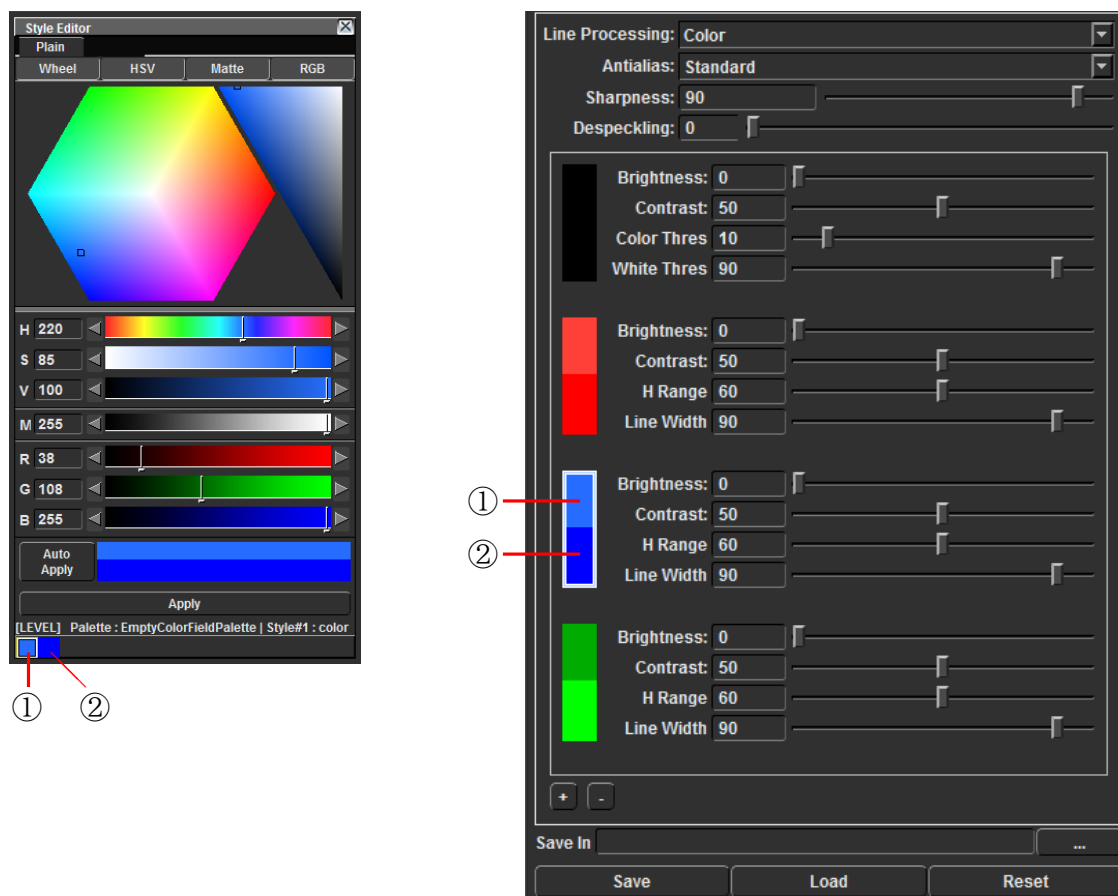 Style Editor
Plain
Wheel HSV Matte RGB
H 220
S 85
V 100
M 255
R 38
G 108
B 255
Auto Apply
Apply
[LEVEL] Palette : EmptyColorFieldPalette | Style#1 : color
① ②
Line Processing: Color
Antialias: Standard
Sharpness: 90
Despeckling: 0
Brightness: 0
Contrast: 50
Color Thres 10
White Thres 90
Brightness: 0
Contrast: 50
H Range 60
Line Width 90
① Brightness: 0
Contrast: 50
② H Range 60
Line Width 90
Brightness: 0
Contrast: 50
H Range 60
Line Width 90
+ -
Save In ...
Save Load Reset